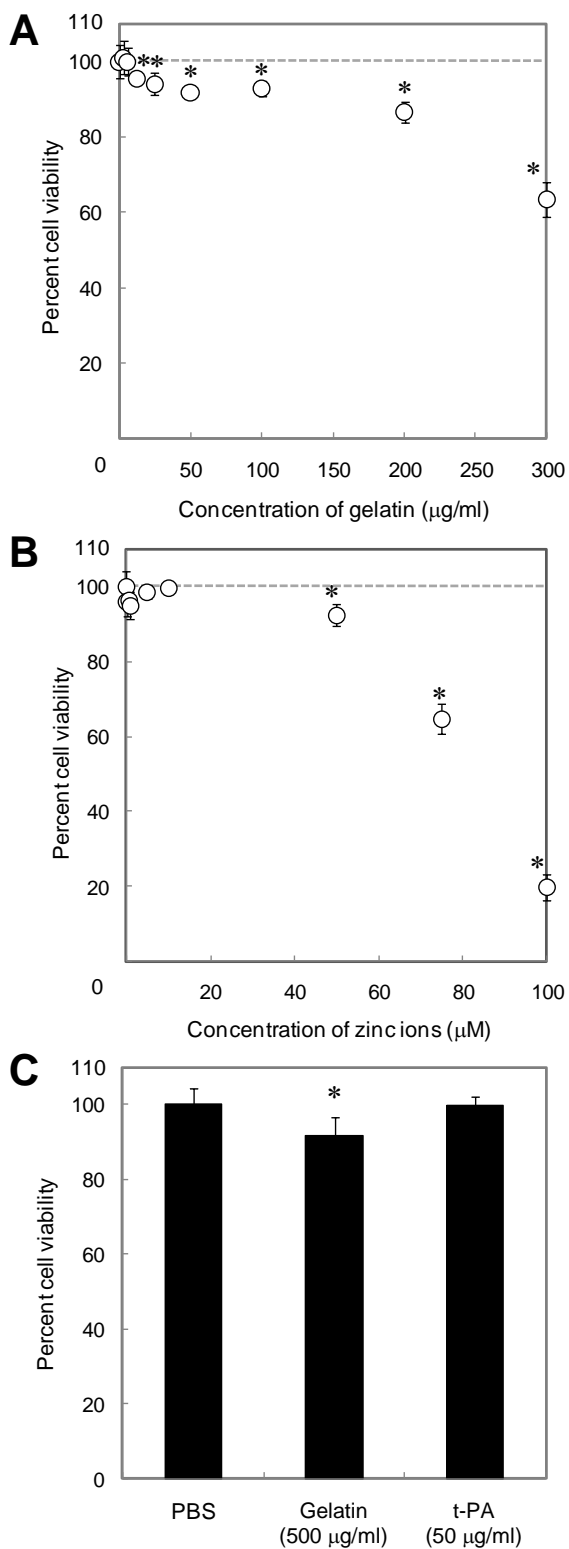 A
110
100
80
60
40
20
0
Percent cell viability
* * * * * *
50 100 150 200 250 300
Concentration of gelatin (μg/ml)
B
110
100
80
60
40
20
0
Percent cell viability
* * *
20 40 60 80 100
Concentration of zinc ions (μM)
C
110
100
80
60
40
20
0
Percent cell viability
*
PBS Gelatin t-PA
(500 μg/ml) (50 μg/ml)